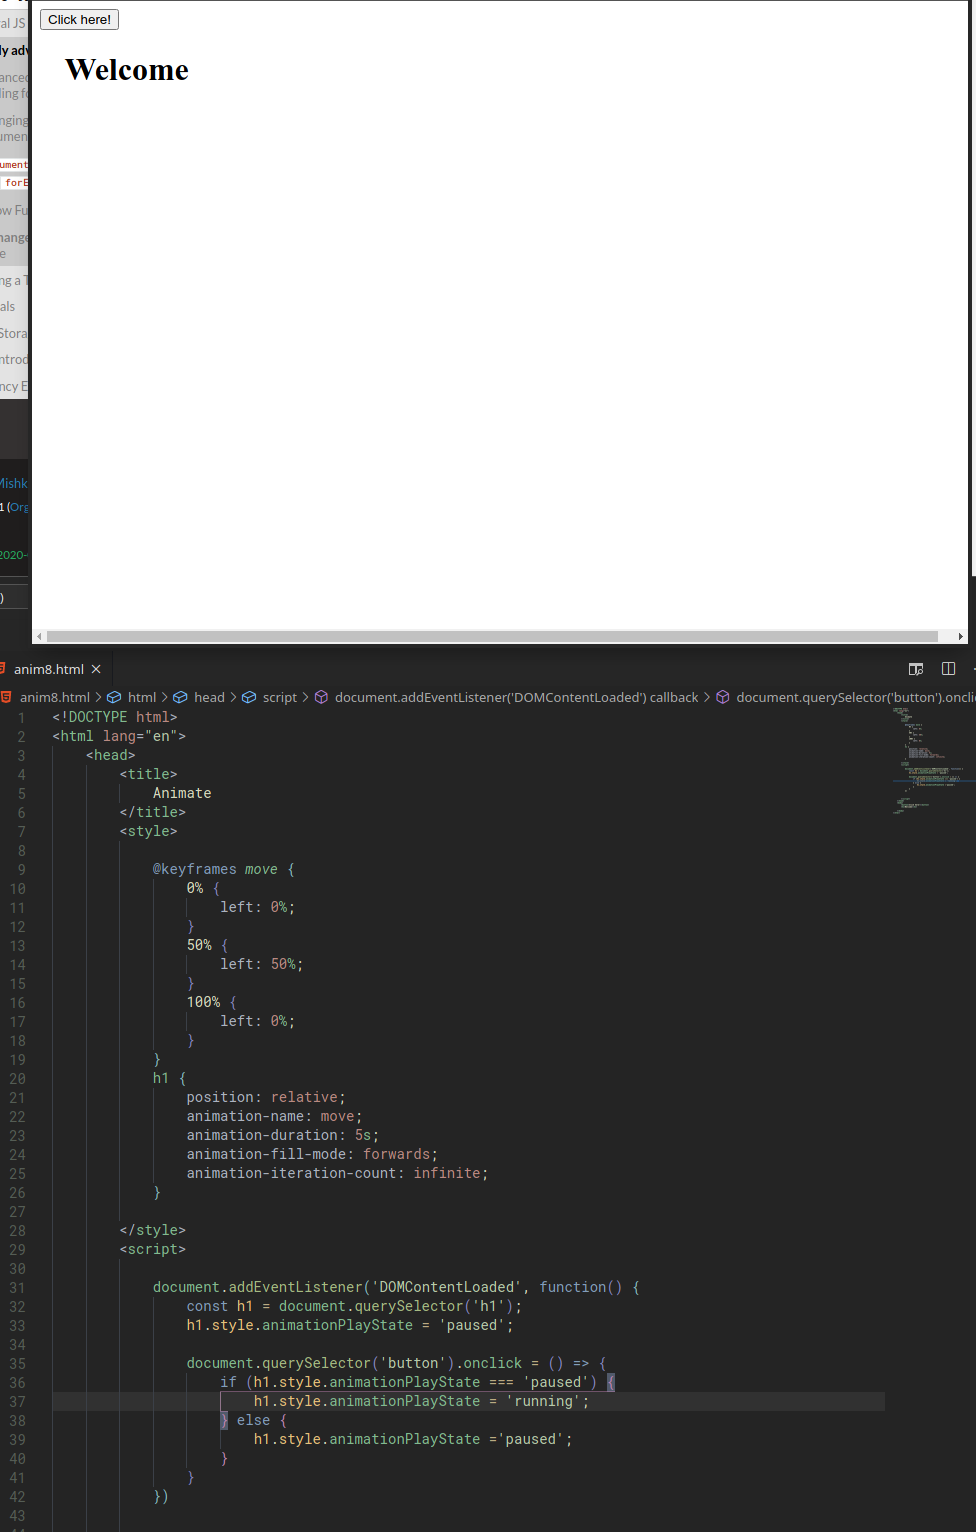 Click here!
Welcome
al JS
ly adv
anced
ling fo
nging
umen
ument
forE
ow Fu
hange
e
ng a T
als
Stora
ntrod
ncy E
Mishk
1 (Org
2020-
)
anim8.html
anim8.html > html > head > script > document.addEventListener('DOMContentLoaded') callback > document.querySelector('button').oncli
1 <!DOCTYPE html>
2 <html lang="en">
3 <head>
4 <title>
5 Animate
6 </title>
7 <style>
8
9 @keyframes move {
10 0% {
11 left: 0%;
12 }
13 50% {
14 left: 50%;
15 }
16 100% {
17 left: 0%;
18 }
19 }
20 h1 {
21 position: relative;
22 animation-name: move;
23 animation-duration: 5s;
24 animation-fill-mode: forwards;
25 animation-iteration-count: infinite;
26 }
27
28 </style>
29 <script>
30
31 document.addEventListener('DOMContentLoaded', function() {
32 const h1 = document.querySelector('h1');
33 h1.style.animationPlayState = 'paused';
34
35 document.querySelector('button').onclick = () => {
36 if (h1.style.animationPlayState === 'paused') {
37 h1.style.animationPlayState = 'running';
38 } else {
39 h1.style.animationPlayState ='paused';
40 }
41 }
42 })
43